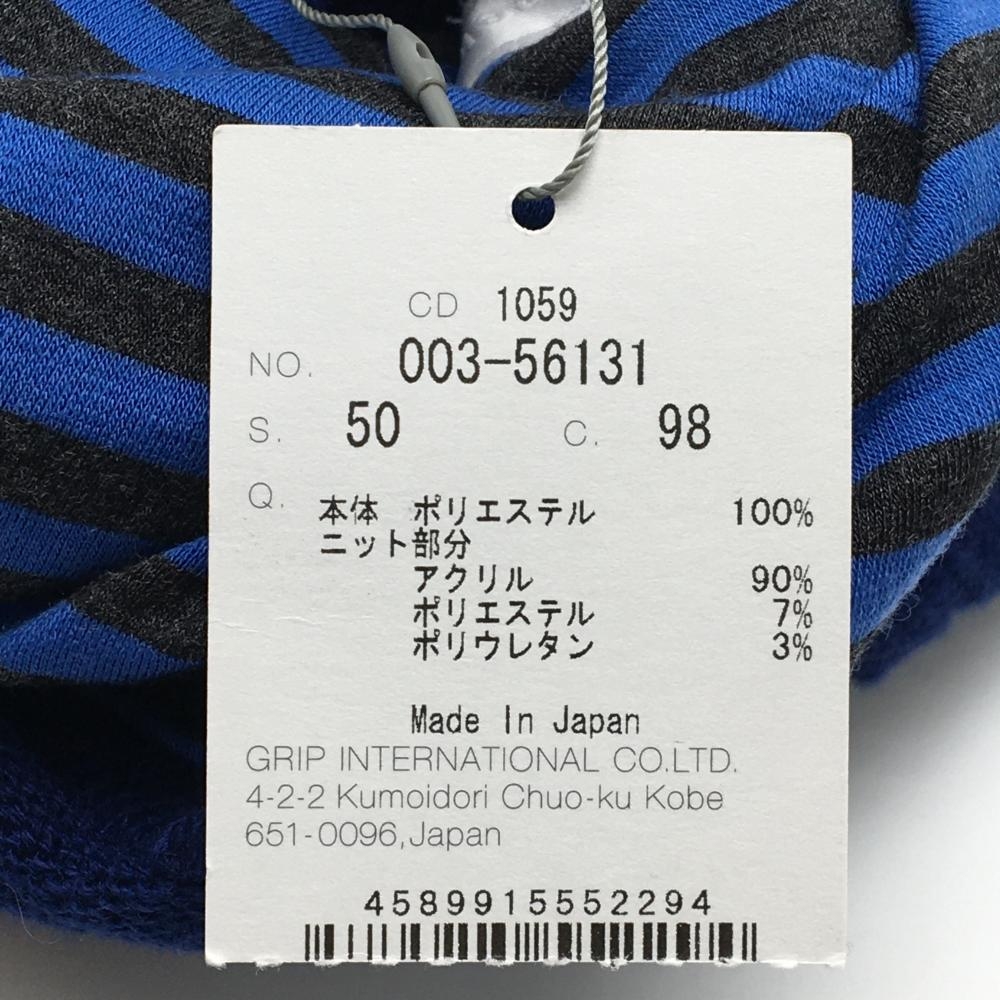 CD 1059
NO. 003-56131
S. 50 C. 98
Q. 本体 ポリエステル 100%
ニット部分
アクリル 90%
ポリエステル 7%
ポリウレタン 3%
Made In Japan
GRIP INTERNATIONAL CO.LTD.
4-2-2 Kumoidori Chuo-ku Kobe
651-0096,Japan
4589915552294